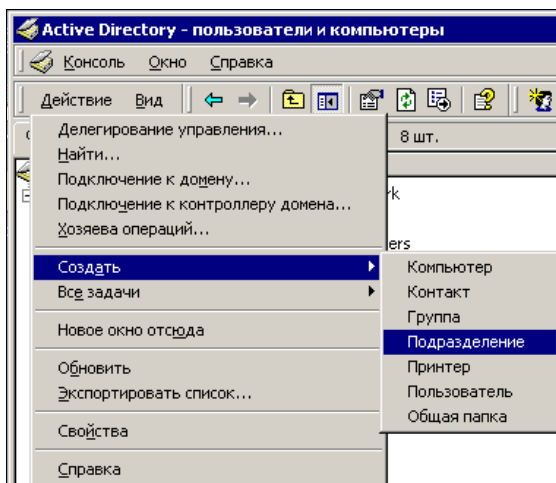 Active Directory - пользователи и компьютеры
Консоль Окно Справка
Действие Вид
8 шт.
Делегирование управления...
Найти...
Подключение к домену...
Подключение к контроллеру домена...
Хозяева операций...
Создать
Все задачи
Новое окно отсюда
Обновить
Экспортировать список...
Свойства
Справка
rk
ers
Компьютер
Контакт
Группа
Подразделение
Принтер
Пользователь
Общая папка